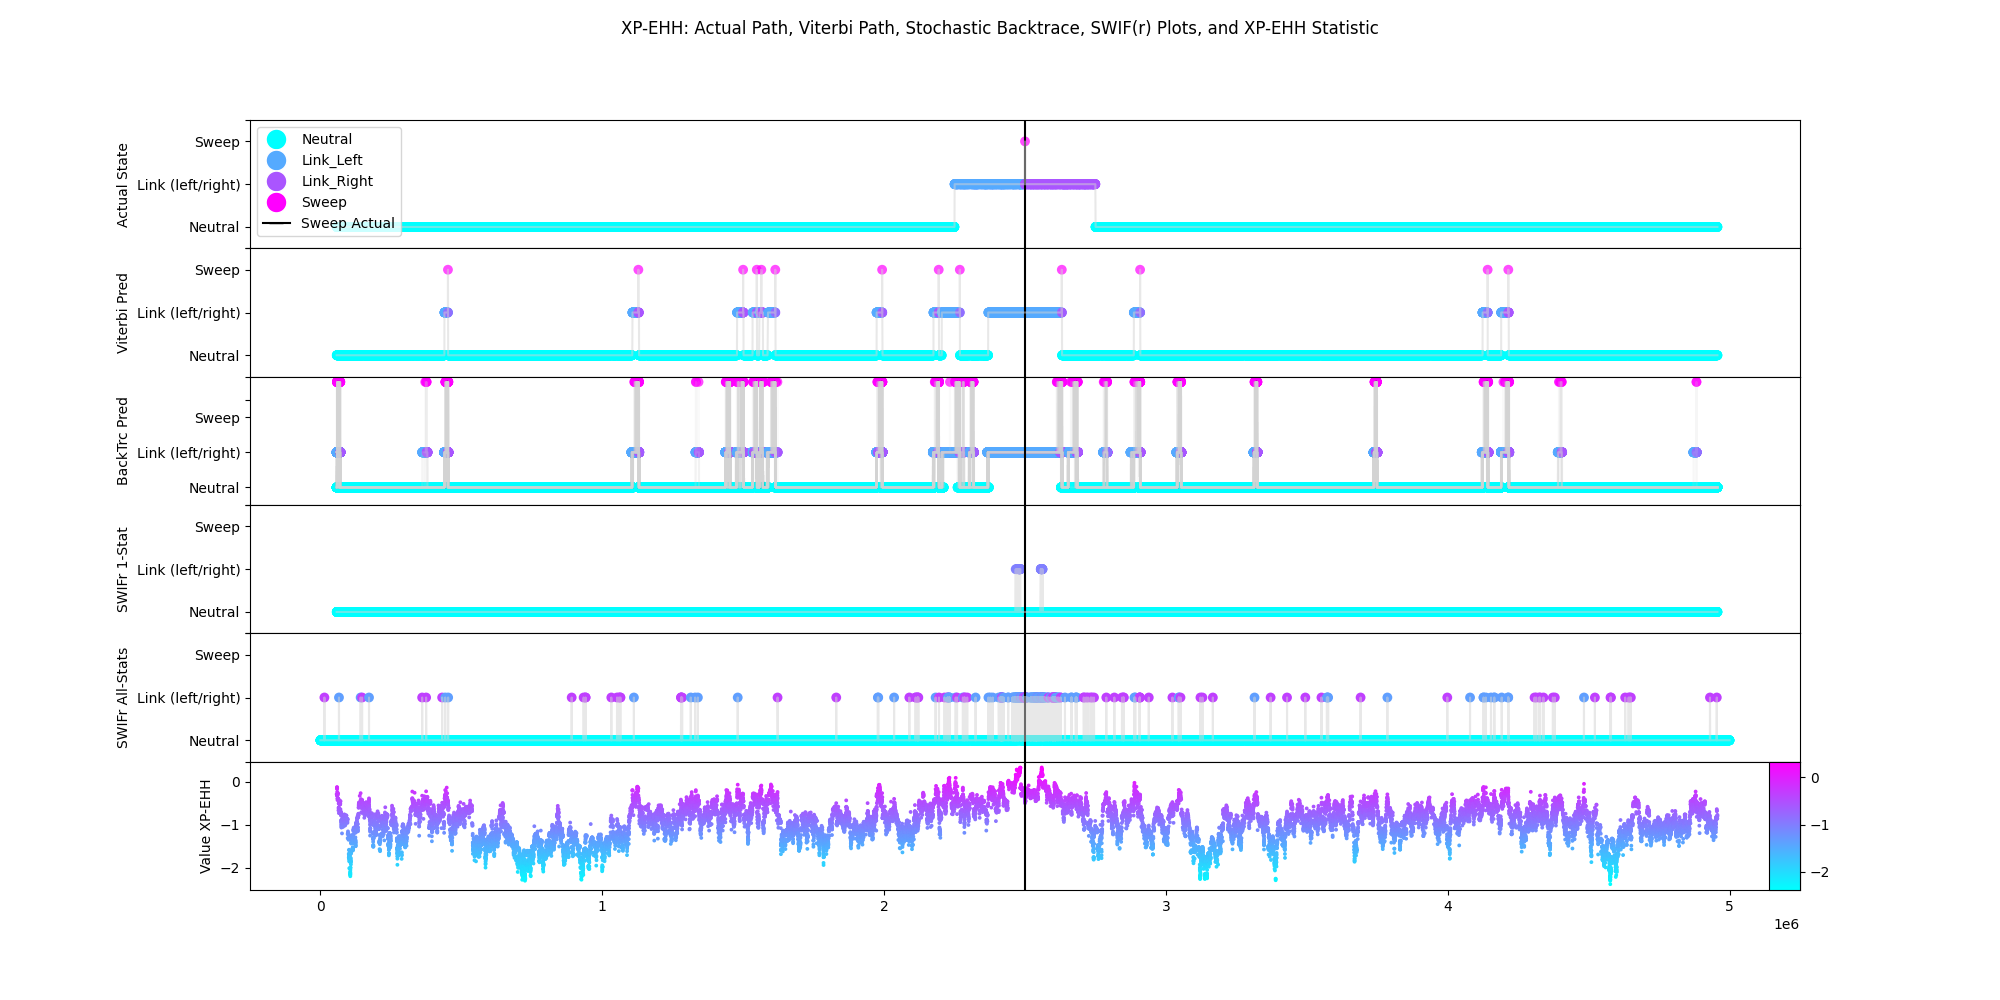 XP-EHH: Actual Path, Viterbi Path, Stochastic Backtrace, SWIF(r) Plots, and XP-EHH Statistic
Actual State
Sweep
Link (left/right)
Neutral
Neutral
Link_Left
Link_Right
Sweep
Sweep Actual
Viterbi Pred
Sweep
Link (left/right)
Neutral
BackTrc Pred
Sweep
Link (left/right)
Neutral
SWIFr 1-Stat
Sweep
Link (left/right)
Neutral
SWIFr All-Stats
Sweep
Link (left/right)
Neutral
Value XP-EHH
0
−1
−2
0
−1
−2
0 1 2 3 4 5
1e6